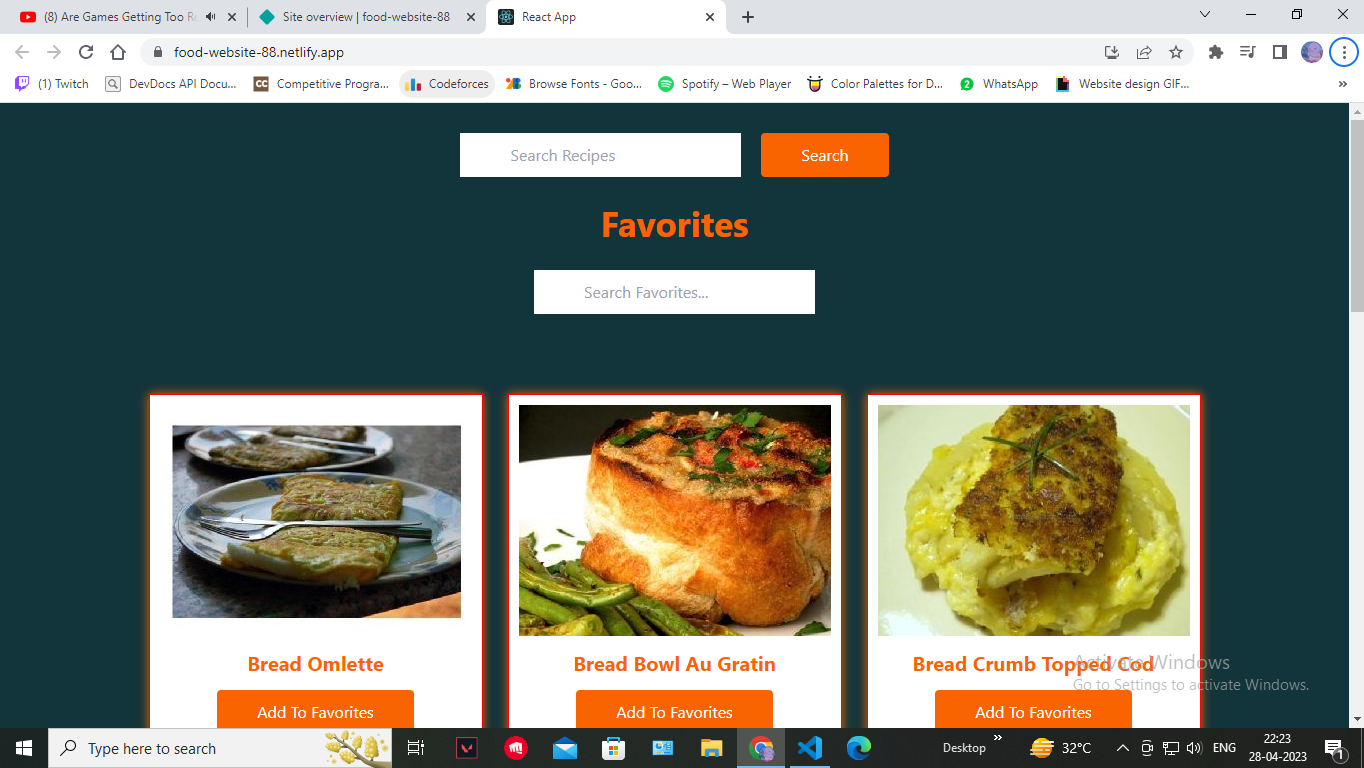 (8) Are Games Getting Too Re
Site overview | food-website-88
React App
food-website-88.netlify.app
(1) Twitch
DevDocs API Docu...
CC
Competitive Progra...
Codeforces
Browse Fonts - Goo...
Spotify – Web Player
Color Palettes for D...
2
WhatsApp
Website design GIF...
»
Search Recipes
Search
Favorites
Search Favorites...
Bread Omlette
Bread Bowl Au Gratin
Bread Crumb Topped Cod
Activate Windows
Go to Settings to activate Windows.
Add To Favorites
Add To Favorites
Add To Favorites
Type here to search
Desktop
»
32°C
ENG
22:23
28-04-2023
1